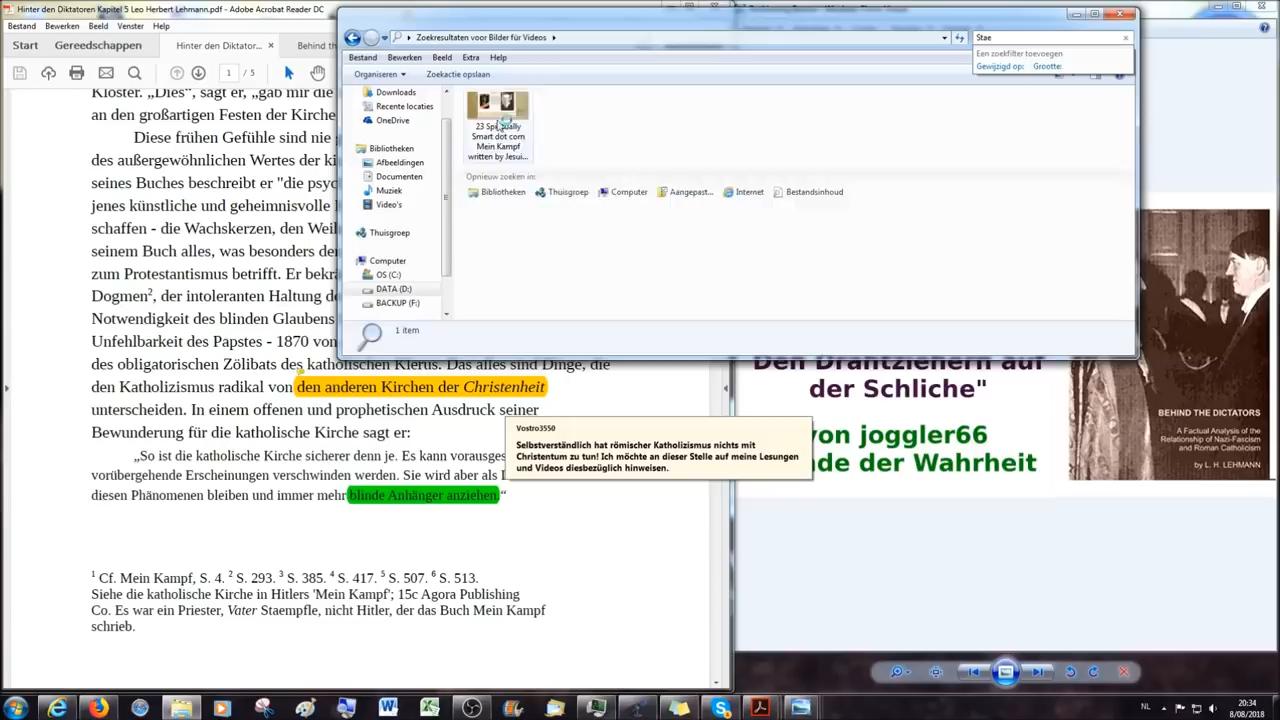 Hinter den Diktatoren Kapitel 5 Leo Herbert Lehmann.pdf - Adobe Acrobat Reader DC
Bestand Bewerken Beeld Venster Help
Start Gereedschappen Hinter den Diktator... Behind th
1 / 5
Kloster. „Dies“, sagt er, „gab mir die
an den großartigen Festen der Kirche
Diese frühen Gefühle sind nie
des außergewöhnlichen Wertes der ki
seines Buches beschreibt er "die psyc
jenes künstliche und geheimnisvolle
schaffen - die Wachskerzen, den Weil
seinem Buch alles, was besonders der
zum Protestantismus betrifft. Er bekrä
Dogmen², der intoleranten Haltung de
Notwendigkeit des blinden Glaubens
Unfehlbarkeit des Papstes - 1870 von
des obligatorischen Zölibats des katholischen Klerus. Das alles sind Dinge, die
den Katholizismus radikal von den anderen Kirchen der Christenheit
unterscheiden. In einem offenen und prophetischen Ausdruck seiner
Bewunderung für die katholische Kirche sagt er:
„So ist die katholische Kirche sicherer denn je. Es kann vorausges
vorübergehende Erscheinungen verschwinden werden. Sie wird aber als L
diesen Phänomenen bleiben und immer mehr blinde Anhänger anziehen.“
¹ Cf. Mein Kampf, S. 4. ² S. 293. ³ S. 385. ⁴ S. 417. ⁵ S. 507. ⁶ S. 513.
Siehe die katholische Kirche in Hitlers 'Mein Kampf'; 15c Agora Publishing
Co. Es war ein Priester, Vater Staempfle, nicht Hitler, der das Buch Mein Kampf
schrieb.
Vostro3550
Selbstverständlich hat römischer Katholizismus nichts mit
Christentum zu tun! Ich möchte an dieser Stelle auf meine Lesungen
und Videos diesbezüglich hinweisen.
Zoekresultaten voor Bilder für Videos
Stae
Een zoekfilter toevoegen
Gewijzigd op: Grootte:
Bestand Bewerken Beeld Extra Help
Organiseren Zoekactie opslaan
Downloads
Recente locaties
OneDrive
Bibliotheken
Afbeeldingen
Documenten
Muziek
Video's
Thuisgroep
Computer
OS (C:)
DATA (D:)
BACKUP (F:)
23 Spiritually
Smart dot com
Mein Kampf
written by Jesui...
Opnieuw zoeken in:
Bibliotheken Thuisgroep Computer Aangepast... Internet Bestandsinhoud
1 item
Den Drahtziehern auf
der Schliche"
von joggler66
nde der Wahrheit
BEHIND THE DICTATORS
A Factual Analysis of the
Relationship of Nazi-Fascism
and Roman Catholicism
by L. H. LEHMANN
NL
20:34
8/08/2018